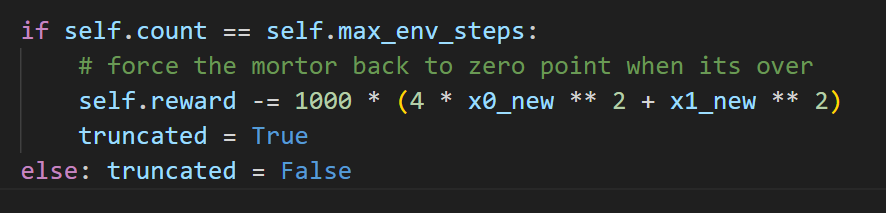 if self.count == self.max_env_steps:
# force the mortor back to zero point when its over
self.reward -= 1000 * (4 * x0_new ** 2 + x1_new ** 2)
truncated = True
else: truncated = False